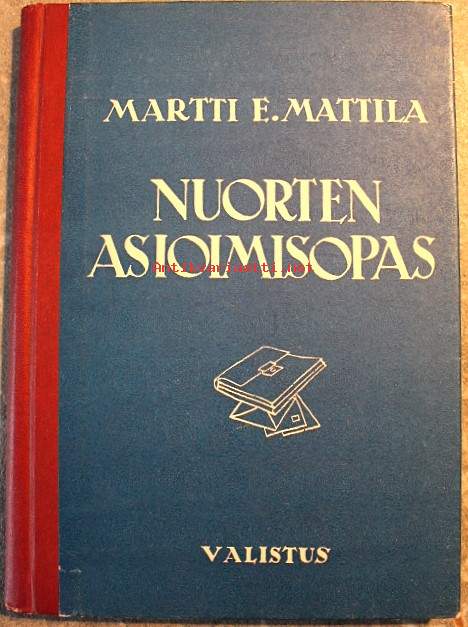 MARTTI E. MATTILA
NUORTEN
ASIOIMISOPAS
Antikvariaatti.net
VALISTUS